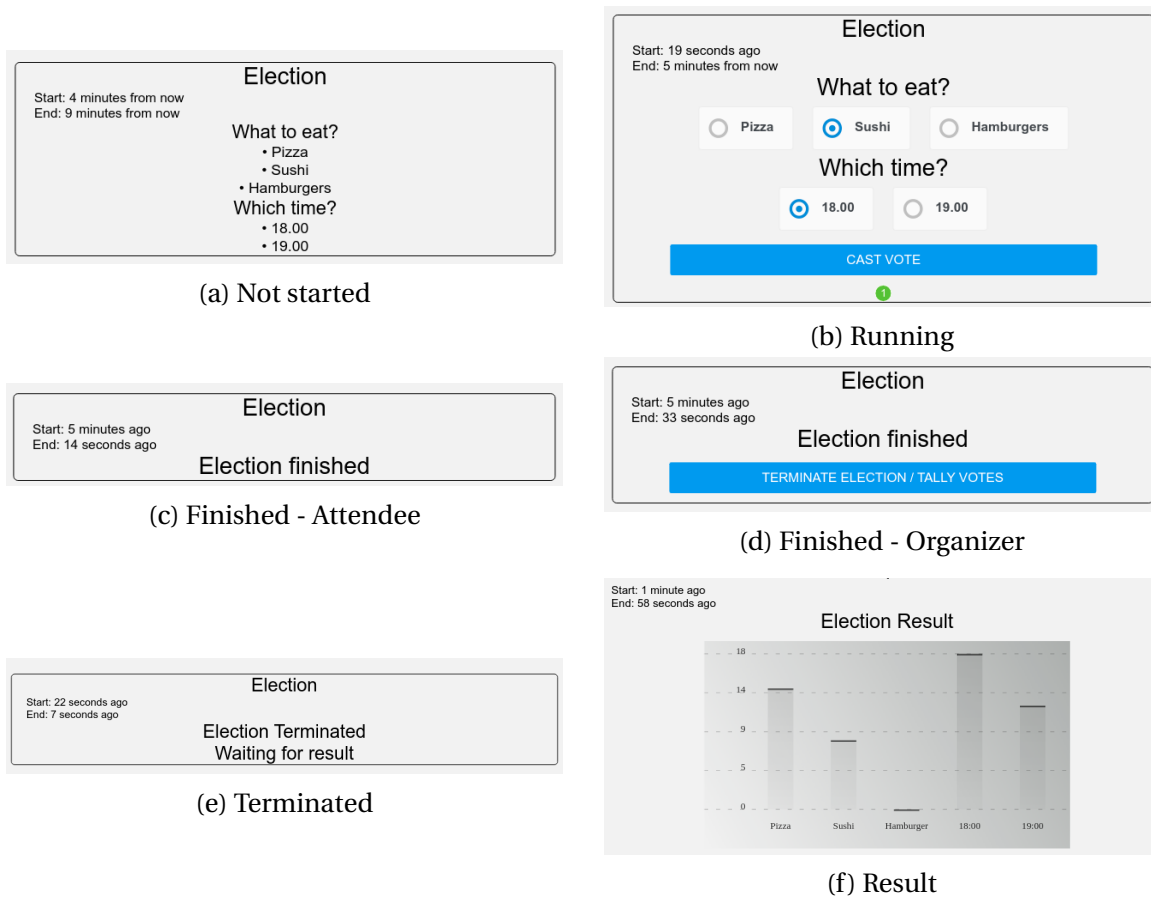 Election
Start: 4 minutes from now
End: 9 minutes from now
What to eat?
• Pizza
• Sushi
• Hamburgers
Which time?
• 18.00
• 19.00
(a) Not started
Election
Start: 19 seconds ago
End: 5 minutes from now
What to eat?
Pizza Sushi Hamburgers
Which time?
18.00 19.00
CAST VOTE
1
(b) Running
Election
Start: 5 minutes ago
End: 14 seconds ago
Election finished
(c) Finished - Attendee
Election
Start: 5 minutes ago
End: 33 seconds ago
Election finished
TERMINATE ELECTION / TALLY VOTES
(d) Finished - Organizer
Election
Start: 22 seconds ago
End: 7 seconds ago
Election Terminated
Waiting for result
(e) Terminated
Start: 1 minute ago
End: 58 seconds ago
Election Result
18
14
9
5
0
Pizza Sushi Hamburger 18:00 19:00
(f) Result